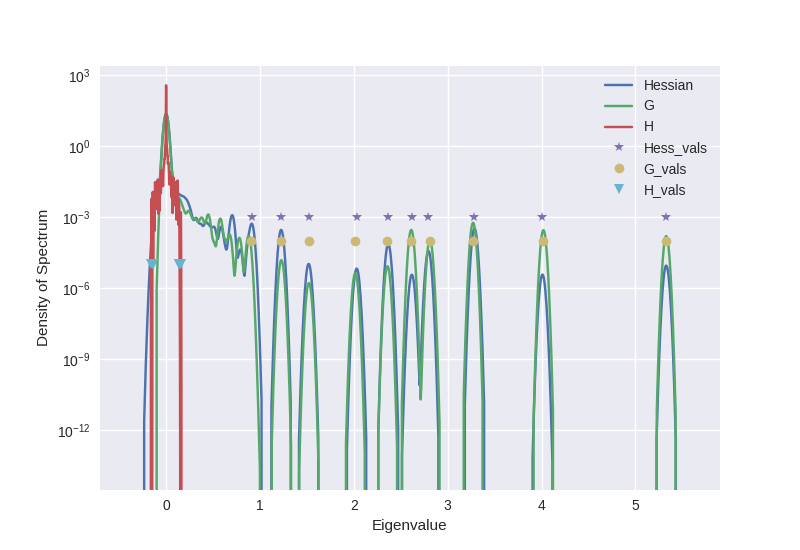 10^3
10^0
10^−3
10^−6
10^−9
10^−12
Density of Spectrum
Hessian
G
H
Hess_vals
G_vals
H_vals
0 1 2 3 4 5
Eigenvalue